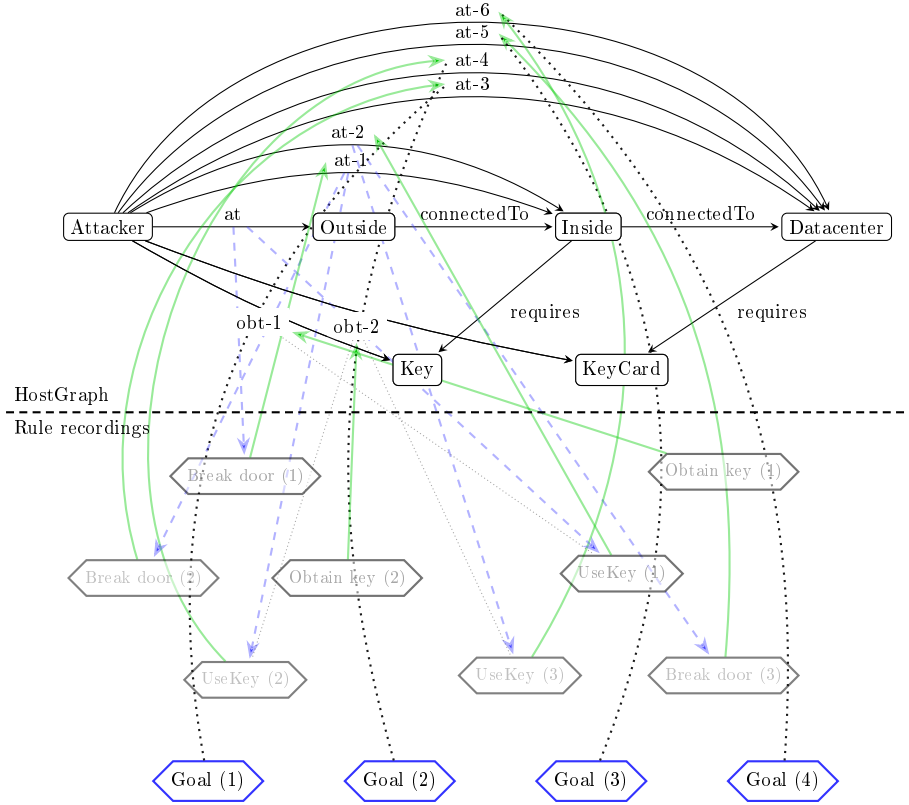 at-6
at-5
at-4
at-3
at-2
at-1
at
connectedTo
connectedTo
Attacker
Outside
Inside
Datacenter
requires
requires
obt-1
obt-2
Key
KeyCard
HostGraph
Rule recordings
Break door (1)
Obtain key (1)
Break door (2)
Obtain key (2)
UseKey (1)
UseKey (2)
UseKey (3)
Break door (3)
Goal (1)
Goal (2)
Goal (3)
Goal (4)